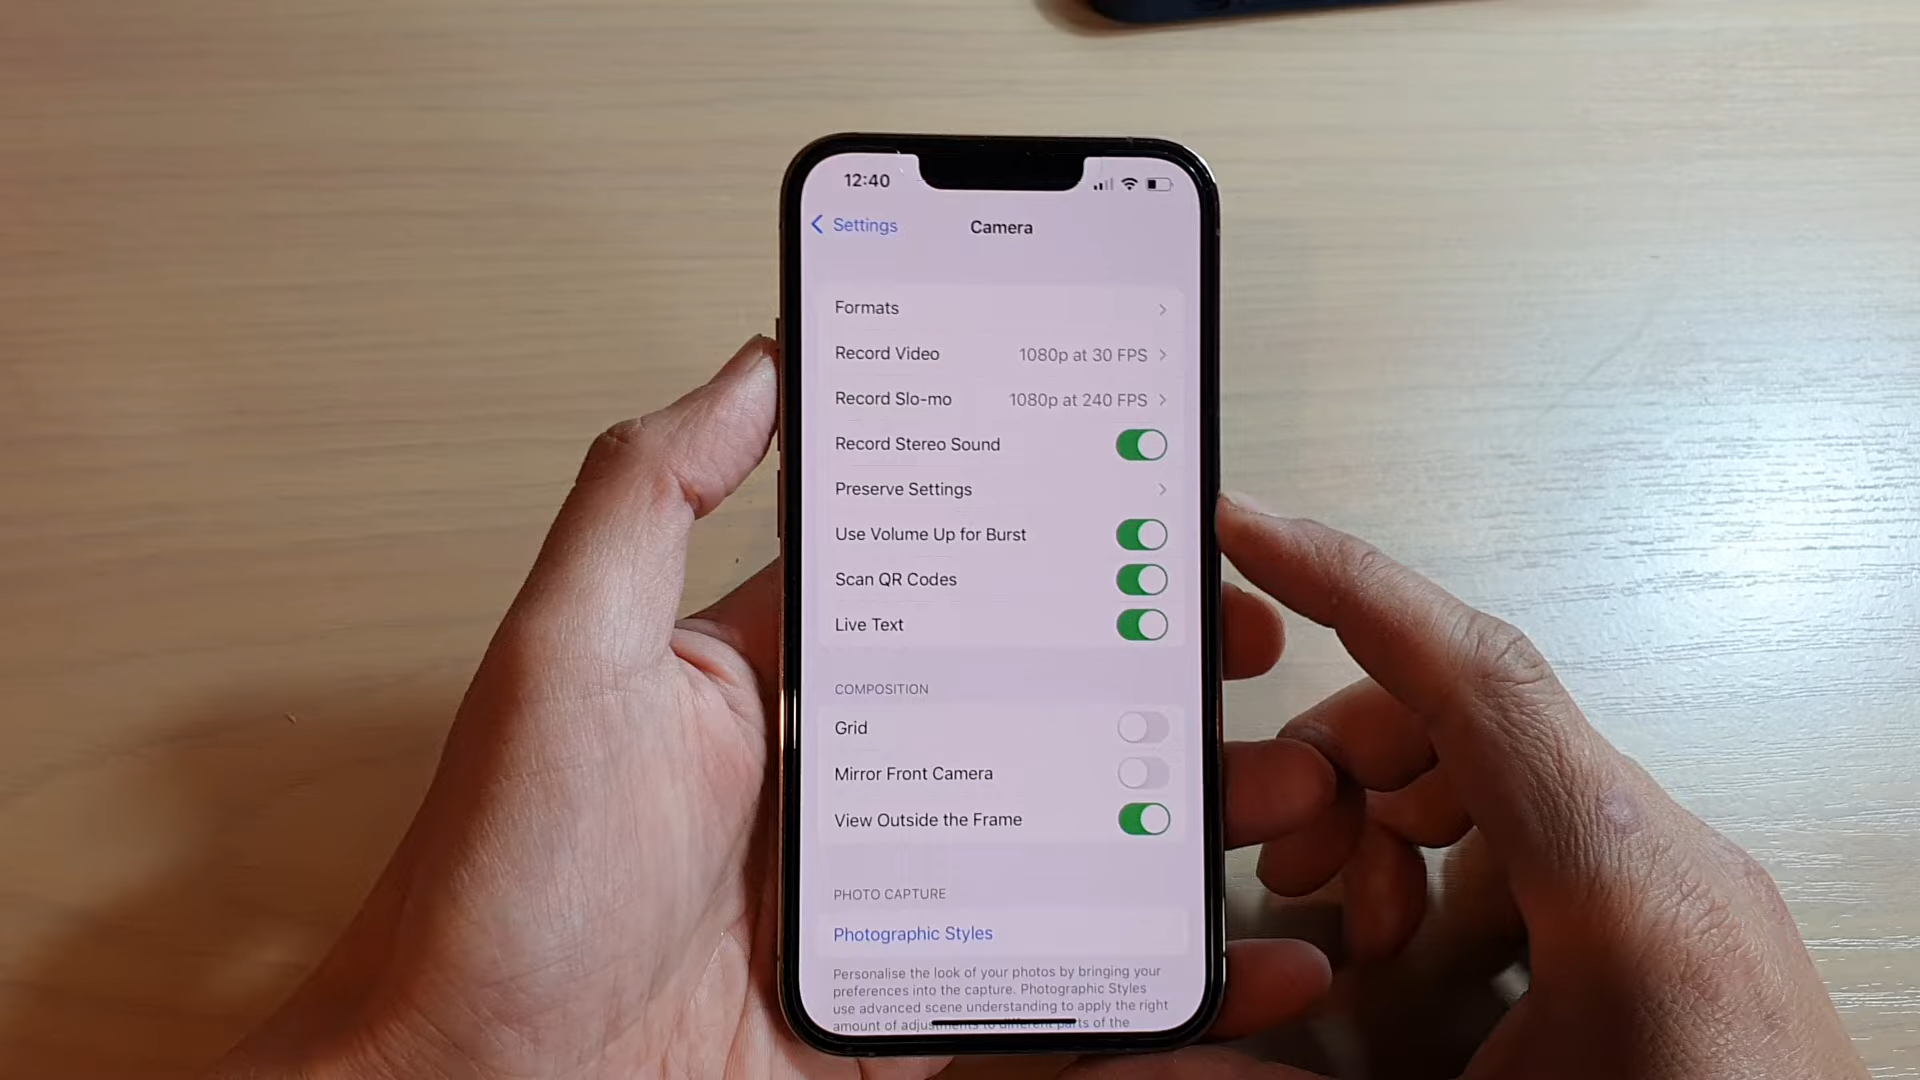 12:40
Settings
Camera
Formats
Record Video 1080p at 30 FPS
Record Slo-mo 1080p at 240 FPS
Record Stereo Sound
Preserve Settings
Use Volume Up for Burst
Scan QR Codes
Live Text
COMPOSITION
Grid
Mirror Front Camera
View Outside the Frame
PHOTO CAPTURE
Photographic Styles
Personalise the look of your photos by bringing your
preferences into the capture. Photographic Styles
use advanced scene understanding to apply the right
amount of adjustments to different parts of the